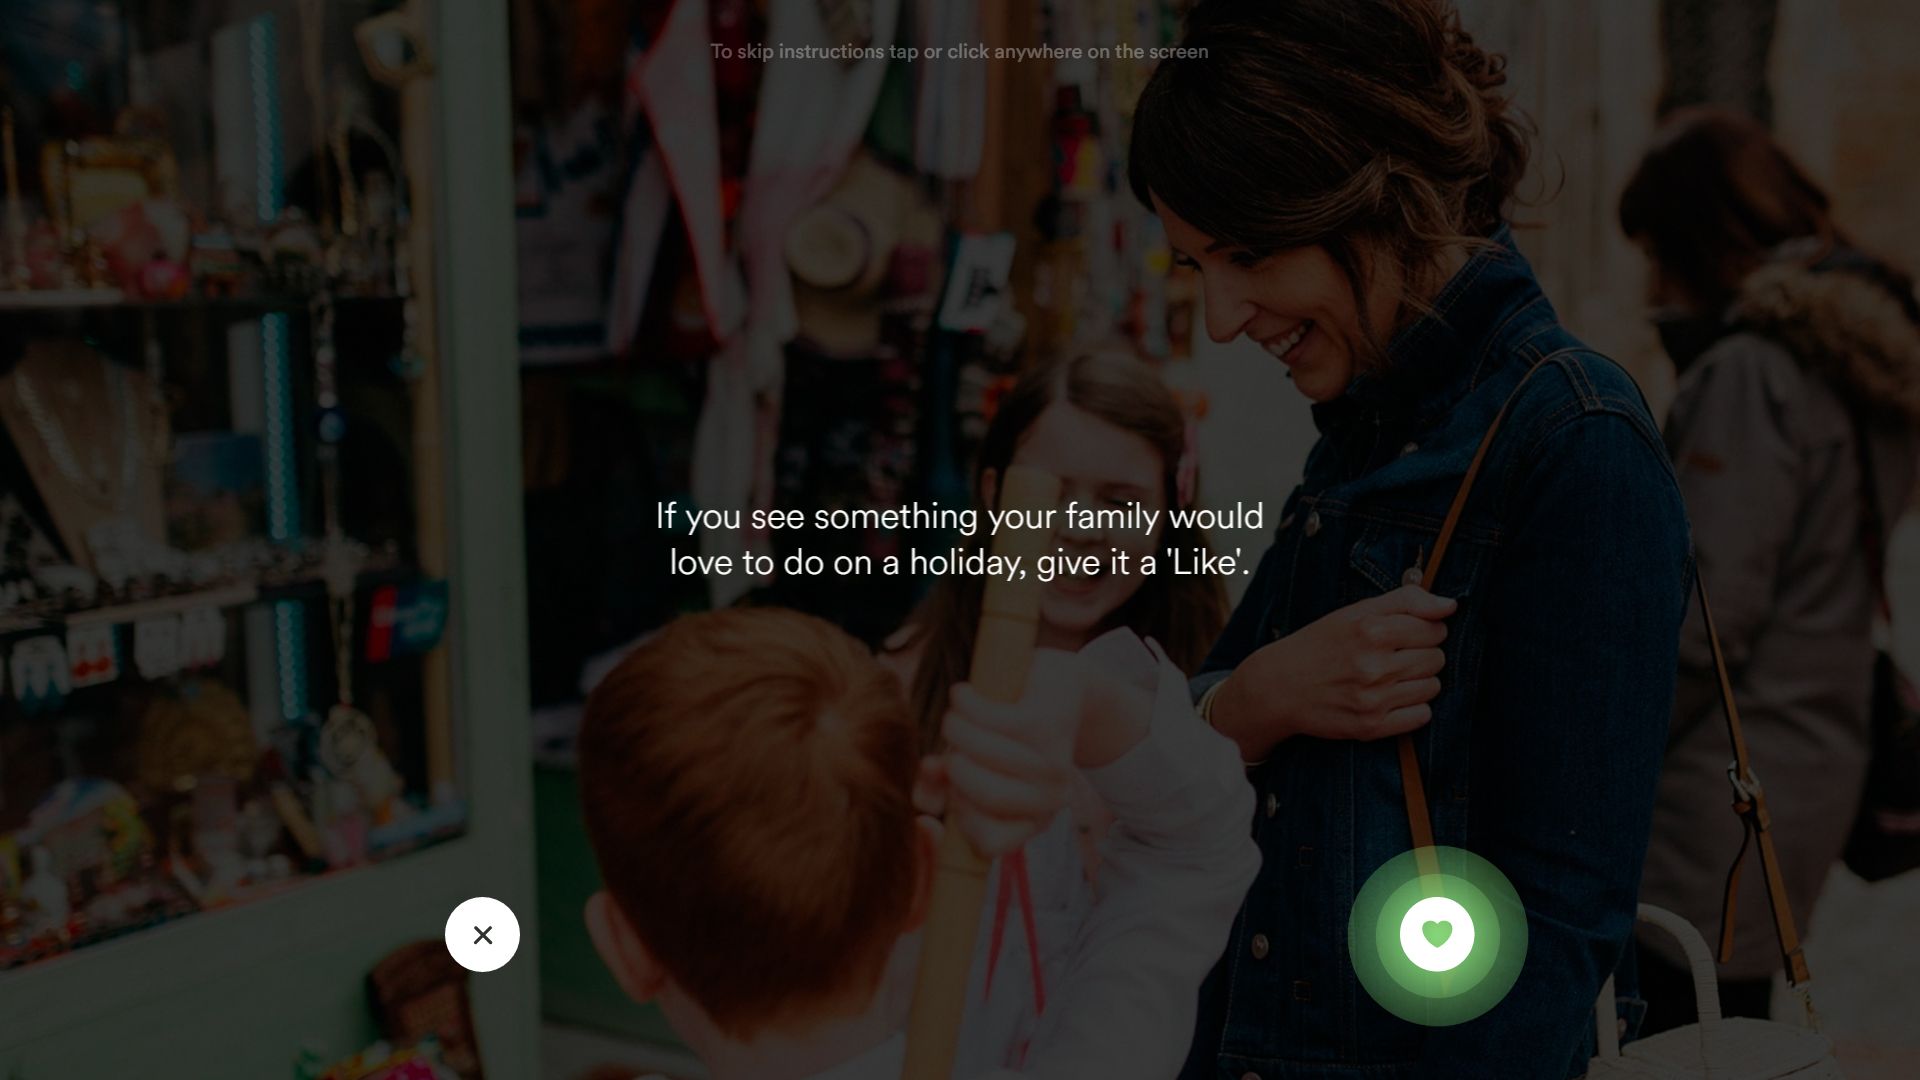 To skip instructions tap or click anywhere on the screen
If you see something your family would
love to do on a holiday, give it a 'Like'.